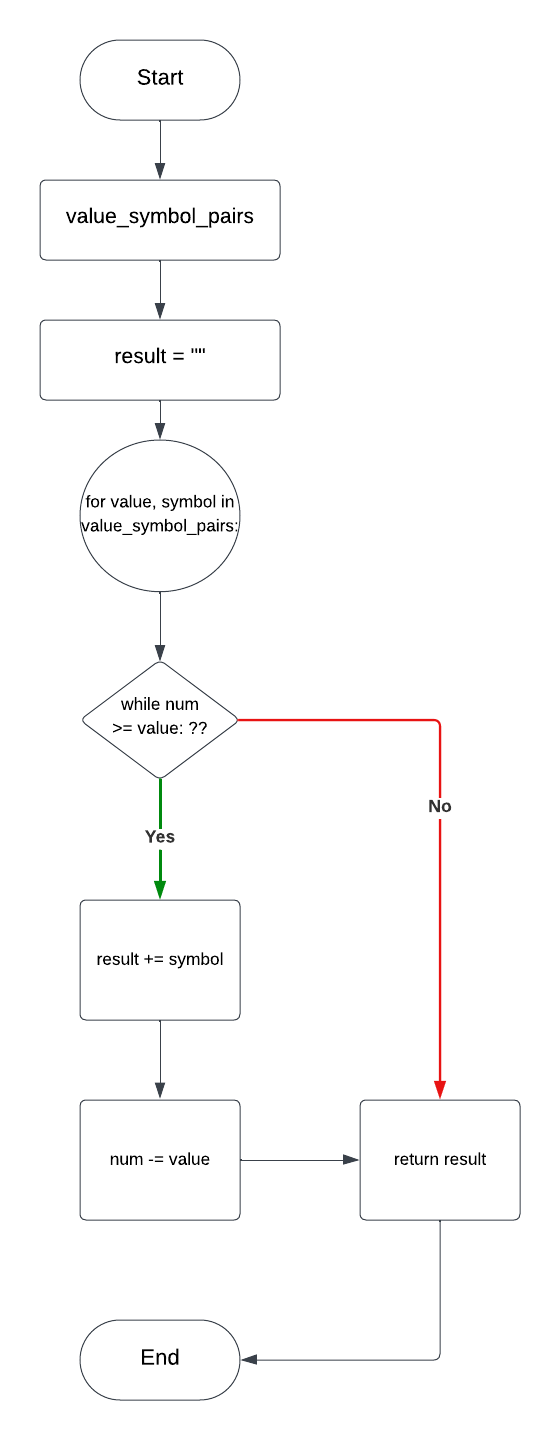 Start
value_symbol_pairs
result = ""
for value, symbol in
value_symbol_pairs:
while num
>= value: ??
No
Yes
result += symbol
num -= value
return result
End